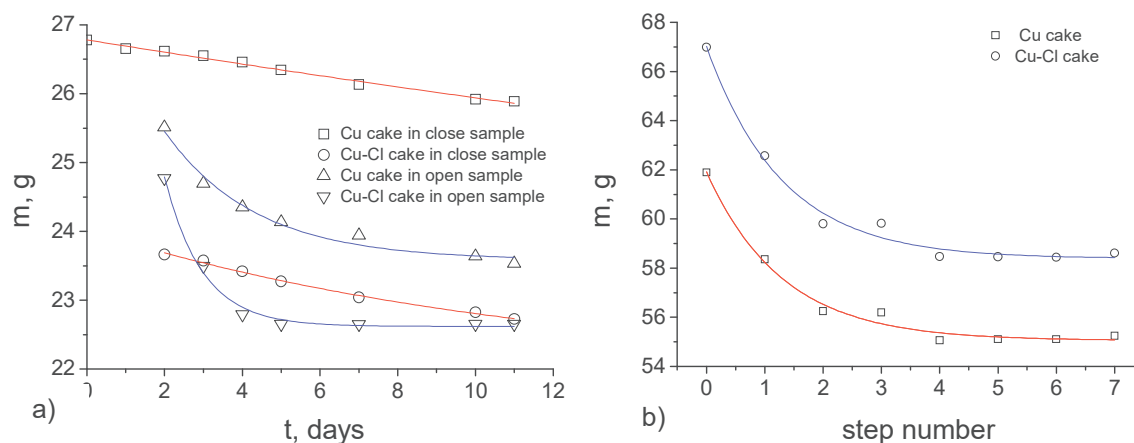 27
26
25
24
23
22
0
2
4
6
8
10
12
m, g
t, days
a)
Cu cake in close sample
Cu-Cl cake in close sample
Cu cake in open sample
Cu-Cl cake in open sample
68
66
64
62
60
58
56
54
0
1
2
3
4
5
6
7
m, g
step number
b)
Cu cake
Cu-Cl cake